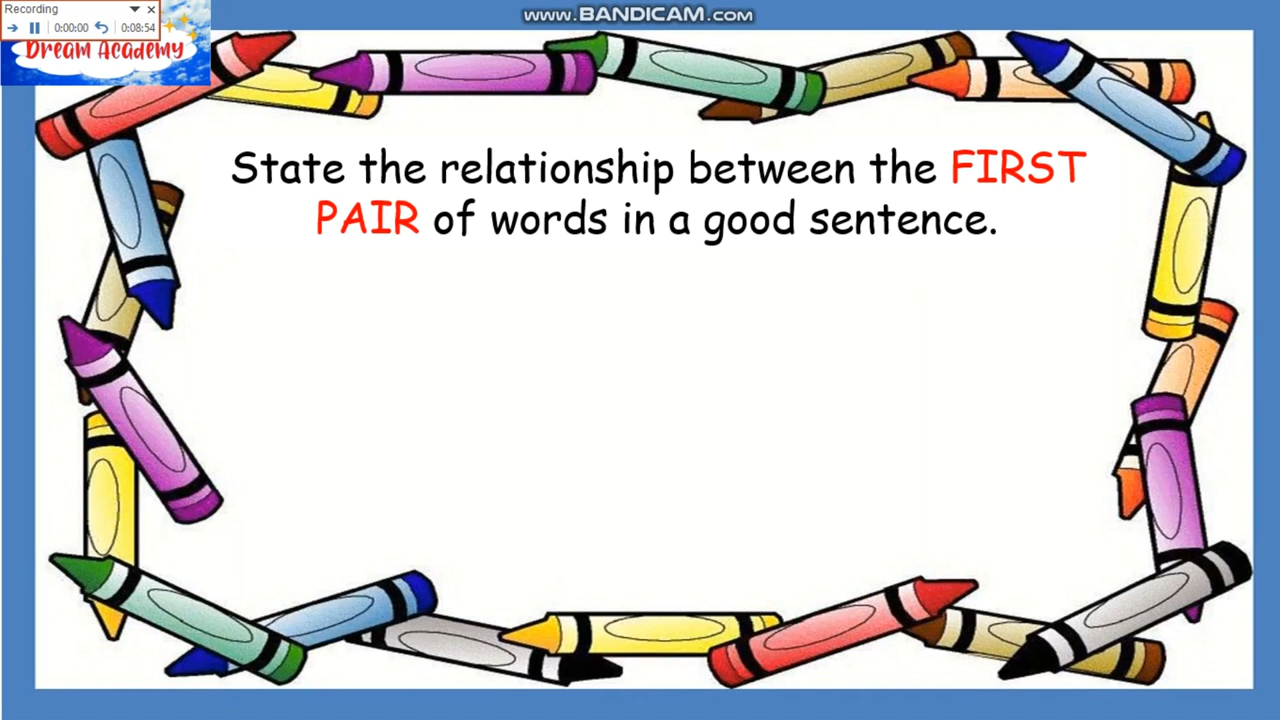 Recording
www.BANDICAM.com
0:00:00
0:08:54
Dream Academy
State the relationship between the FIRST
PAIR of words in a good sentence.